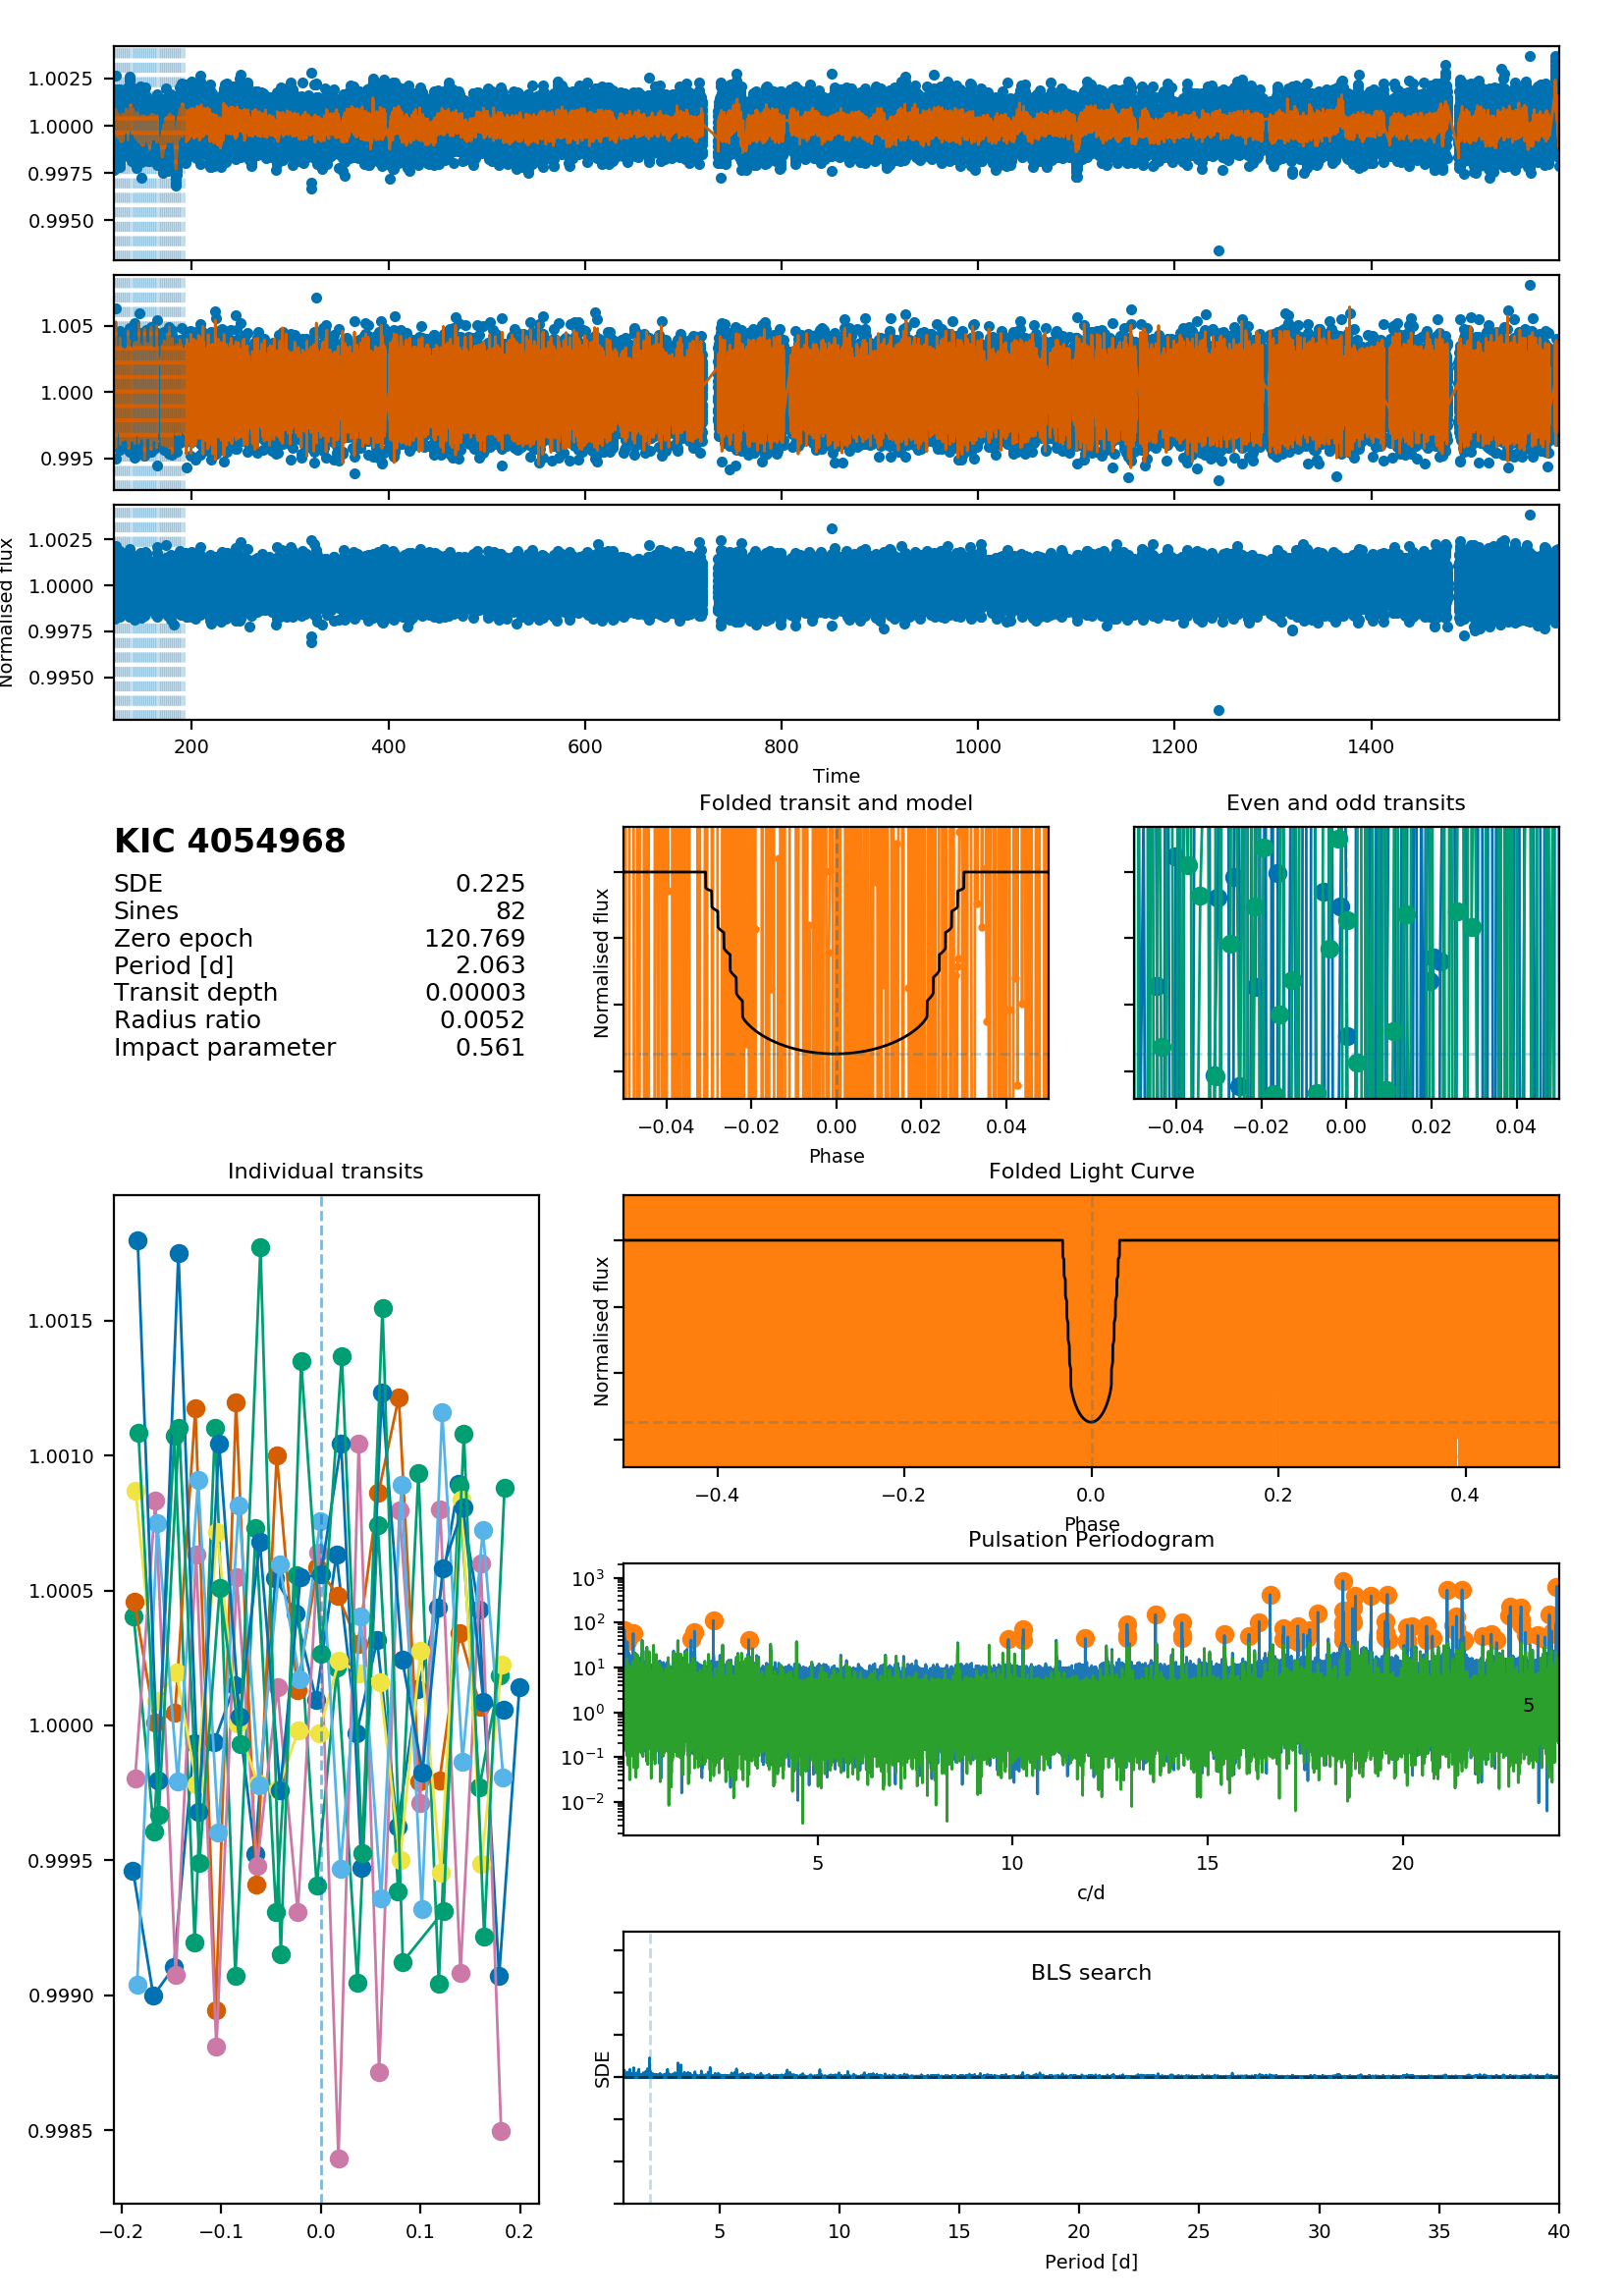 1.0025
1.0000
0.9975
0.9950
1.005
1.000
0.995
1.0025
1.0000
0.9975
0.9950
Normalised flux
200 400 600 800 1000 1200 1400
Time
KIC 4054968
SDE 0.225
Sines 82
Zero epoch 120.769
Period [d] 2.063
Transit depth 0.00003
Radius ratio 0.0052
Impact parameter 0.561
Folded transit and model
Normalised flux
−0.04 −0.02 0.00 0.02 0.04
Phase
Even and odd transits
−0.04 −0.02 0.00 0.02 0.04
Individual transits
1.0015
1.0010
1.0005
1.0000
0.9995
0.9990
0.9985
−0.2 −0.1 0.0 0.1 0.2
Folded Light Curve
Normalised flux
−0.4 −0.2 0.0 0.2 0.4
Phase
Pulsation Periodogram
10³
10²
10¹
10⁰
10⁻¹
10⁻²
5
5 10 15 20
c/d
BLS search
SDE
5 10 15 20 25 30 35 40
Period [d]